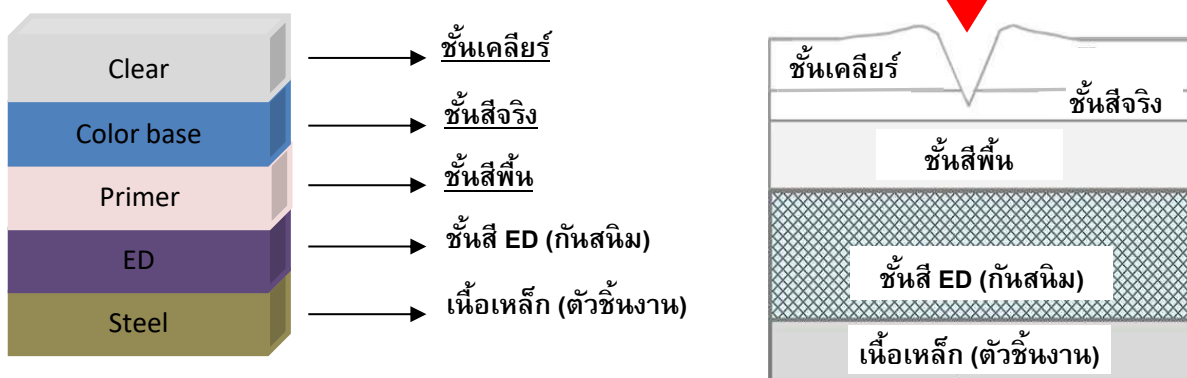 Clear
ชั้นเคลียร์
Color base
ชั้นสีจริง
Primer
ชั้นสีพื้น
ED
ชั้นสี ED (กันสนิม)
Steel
เนื้อเหล็ก (ตัวชิ้นงาน)
ชั้นเคลียร์
ชั้นสีจริง
ชั้นสีพื้น
ชั้นสี ED (กันสนิม)
เนื้อเหล็ก (ตัวชิ้นงาน)